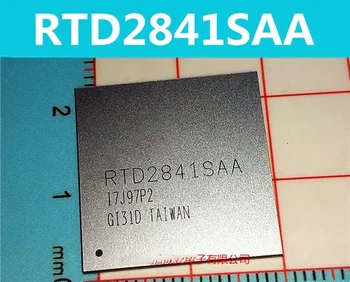 RTD2841SAA
2
1
RTD2841SAA
17J97P2
GI31D TAIWAN